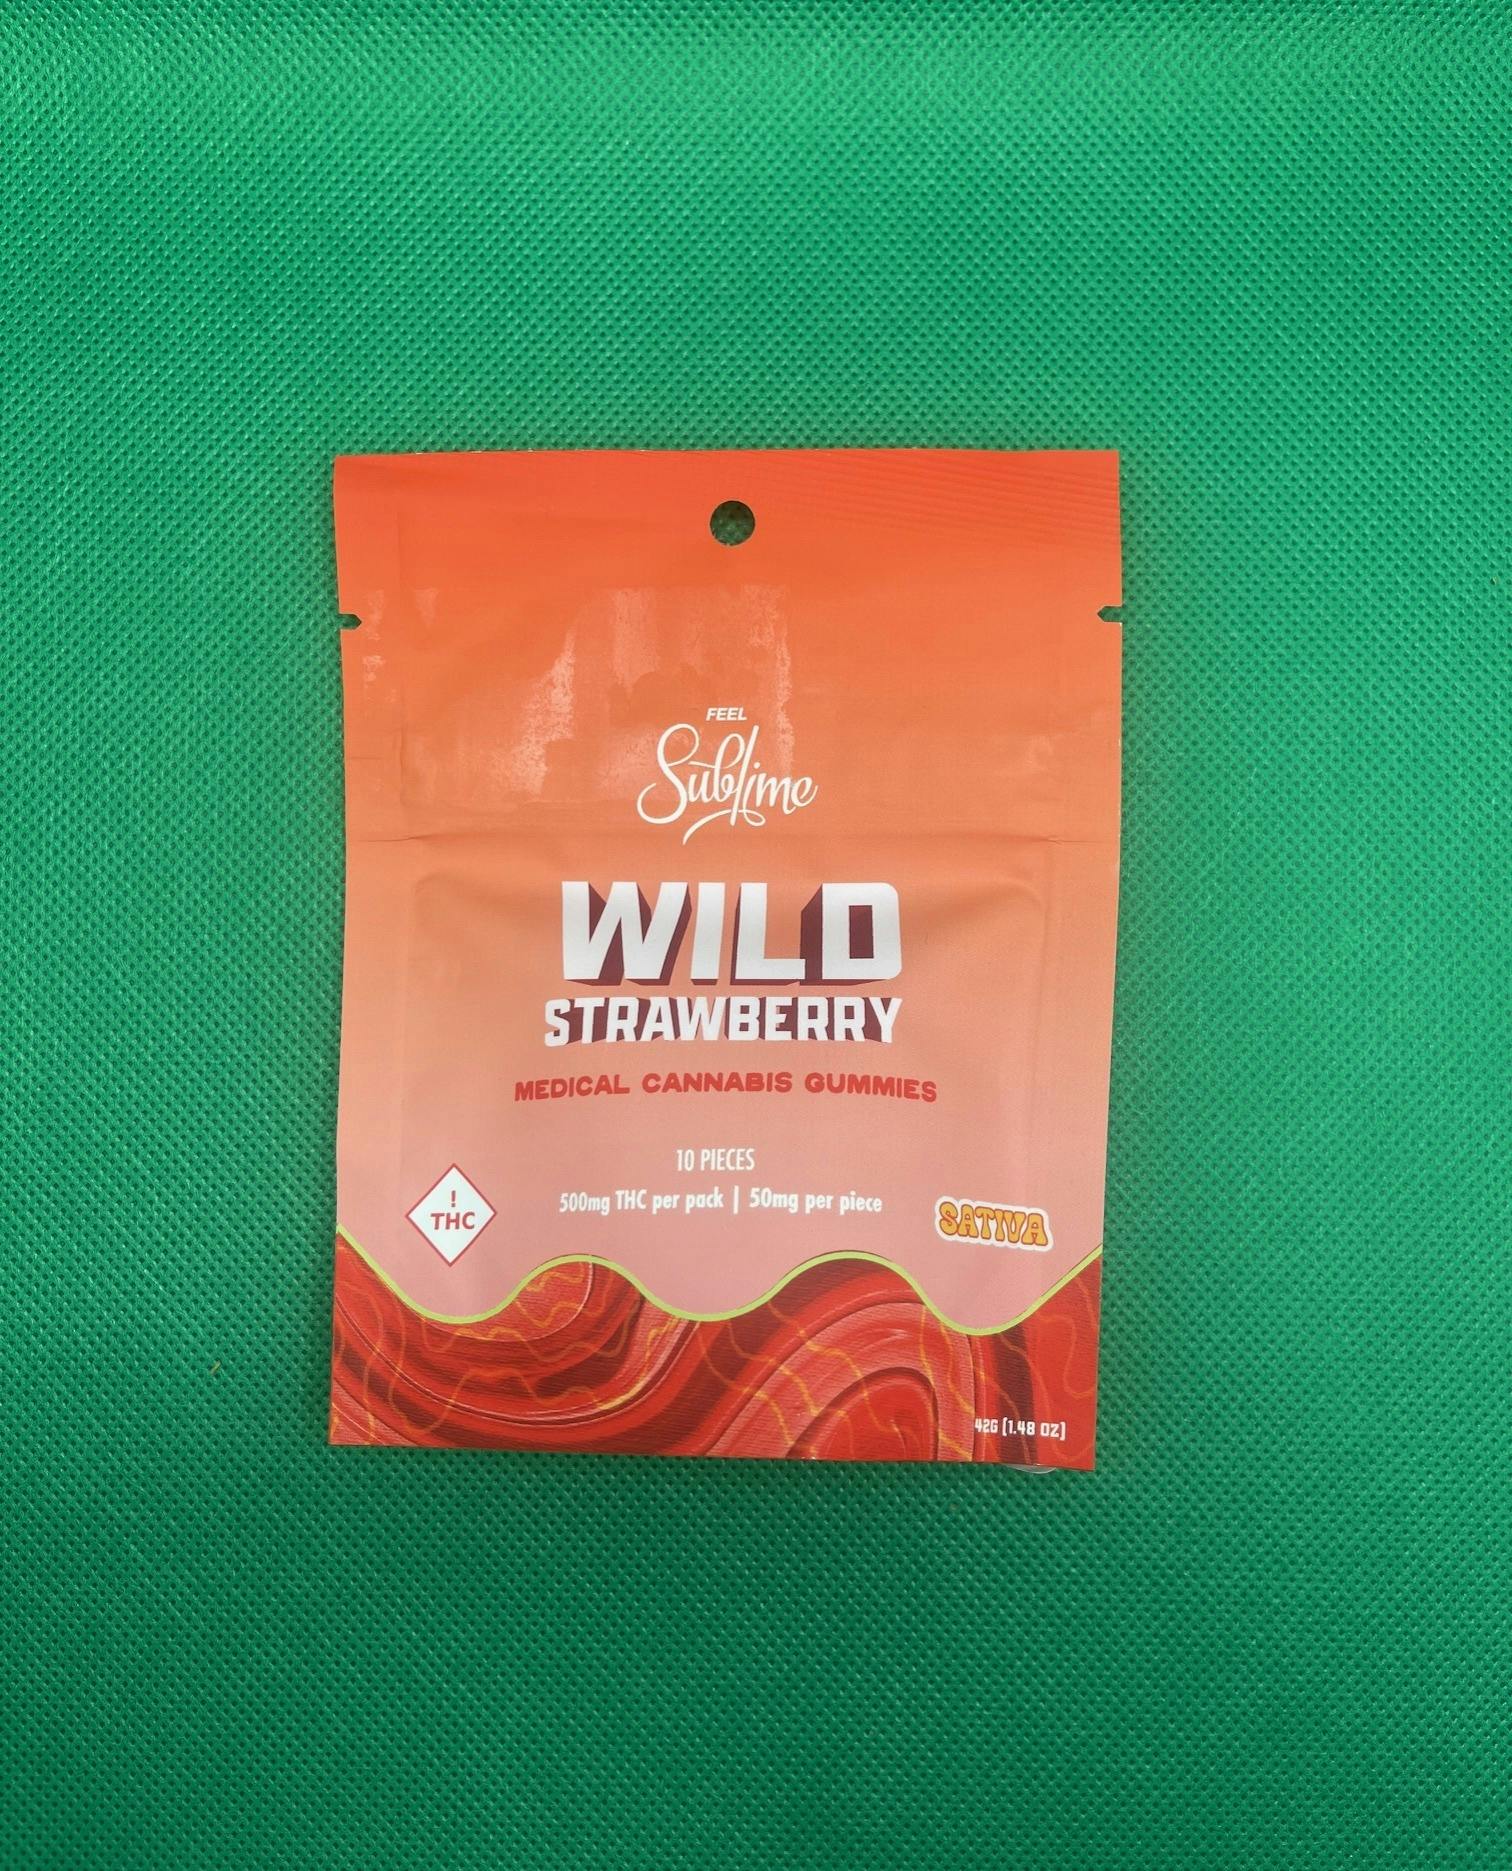 FEEL
Sublime
WILD
STRAWBERRY
MEDICAL CANNABIS GUMMIES
10 PIECES
500mg THC per pack | 50mg per piece
!
THC
SATIVA
42G (1.48 OZ)